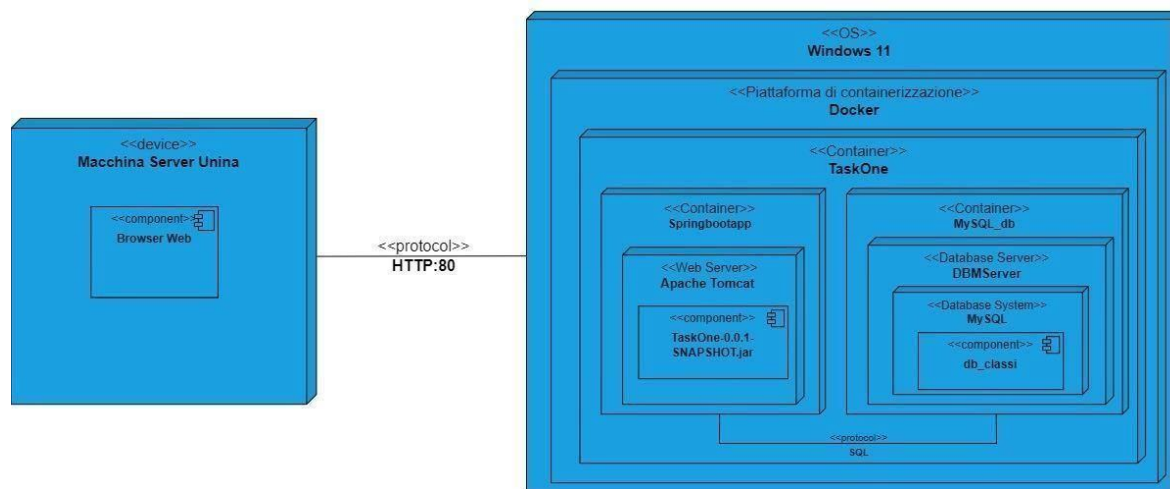 <<device>>
Macchina Server Unina
<<component>>
Browser Web
<<protocol>>
HTTP:80
<<OS>>
Windows 11
<<Piattaforma di containerizzazione>>
Docker
<<Container>>
TaskOne
<<Container>>
Springbootapp
<<Web Server>>
Apache Tomcat
<<component>>
TaskOne-0.0.1-
SNAPSHOT.jar
<<Container>>
MySQL_db
<<Database Server>>
DBMServer
<<Database System>>
MySQL
<<component>>
db_classi
<<protocol>>
SQL